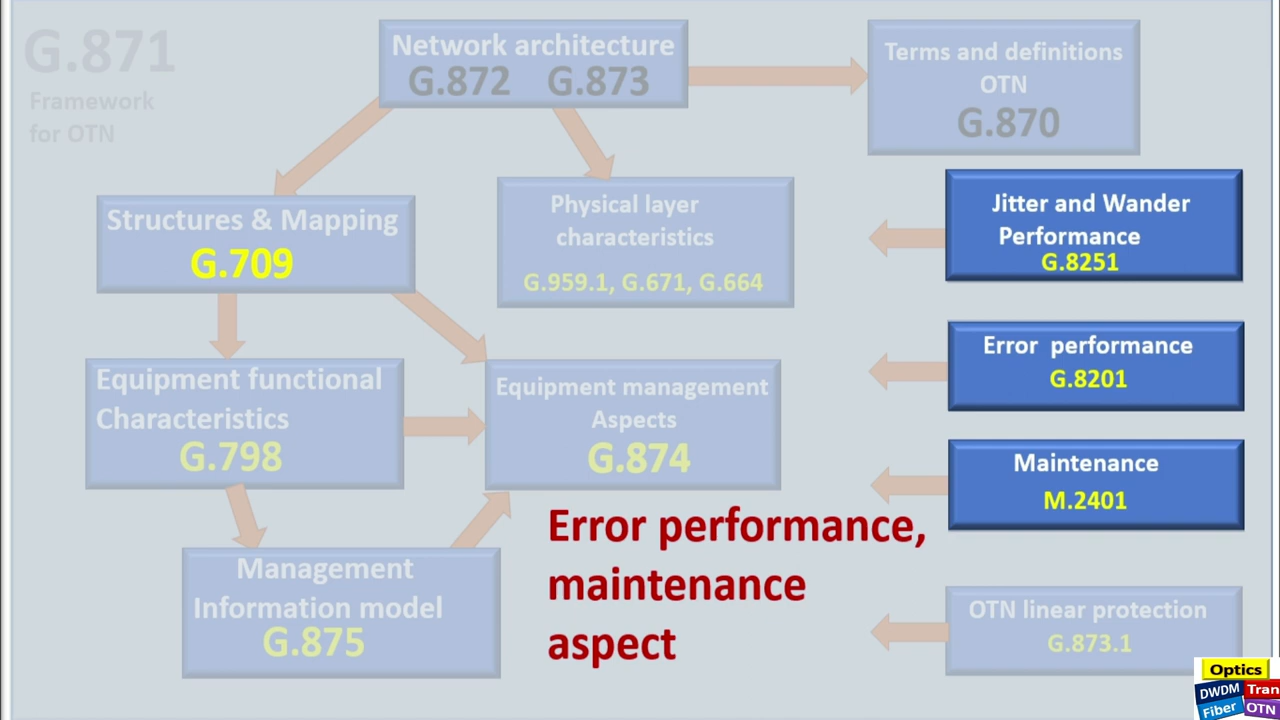 G.871
Framework
for OTN
Network architecture
G.872 G.873
Terms and definitions
OTN
G.870
Structures & Mapping
G.709
Physical layer
characteristics
G.959.1, G.671, G.664
Jitter and Wander
Performance
G.8251
Error performance
G.8201
Equipment functional
Characteristics
G.798
Equipment management
Aspects
G.874
Maintenance
M.2401
Error performance,
maintenance
aspect
Management
Information model
G.875
OTN linear protection
G.873.1
Optics
DWDM Tran
Fiber OTN